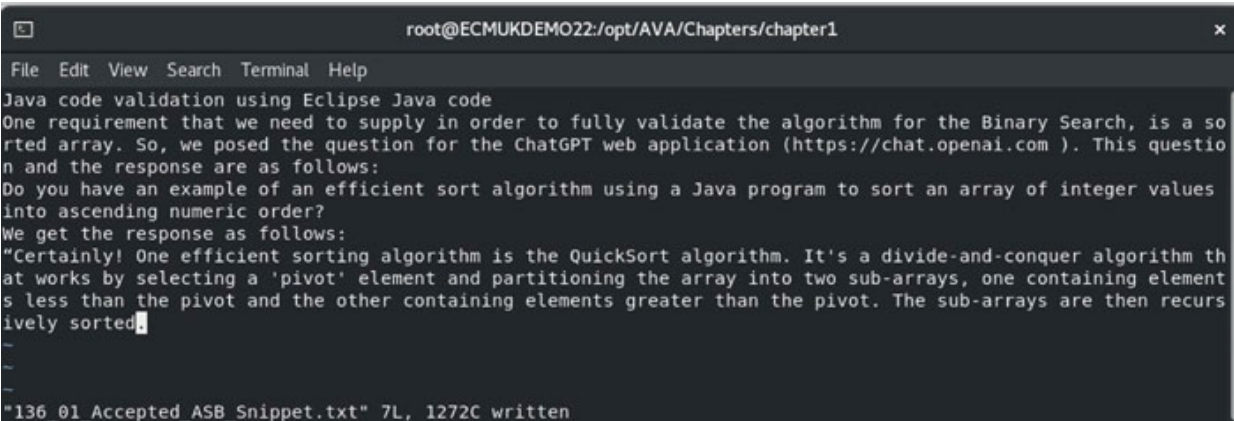 root@ECMUKDEMO22:/opt/AVA/Chapters/chapter1 ×
File Edit View Search Terminal Help
Java code validation using Eclipse Java code
One requirement that we need to supply in order to fully validate the algorithm for the Binary Search, is a so
rted array. So, we posed the question for the ChatGPT web application (https://chat.openai.com ). This questio
n and the response are as follows:
Do you have an example of an efficient sort algorithm using a Java program to sort an array of integer values
into ascending numeric order?
We get the response as follows:
“Certainly! One efficient sorting algorithm is the QuickSort algorithm. It's a divide-and-conquer algorithm th
at works by selecting a 'pivot' element and partitioning the array into two sub-arrays, one containing element
s less than the pivot and the other containing elements greater than the pivot. The sub-arrays are then recurs
ively sorted.
~
~
~
"136 01 Accepted ASB Snippet.txt" 7L, 1272C written